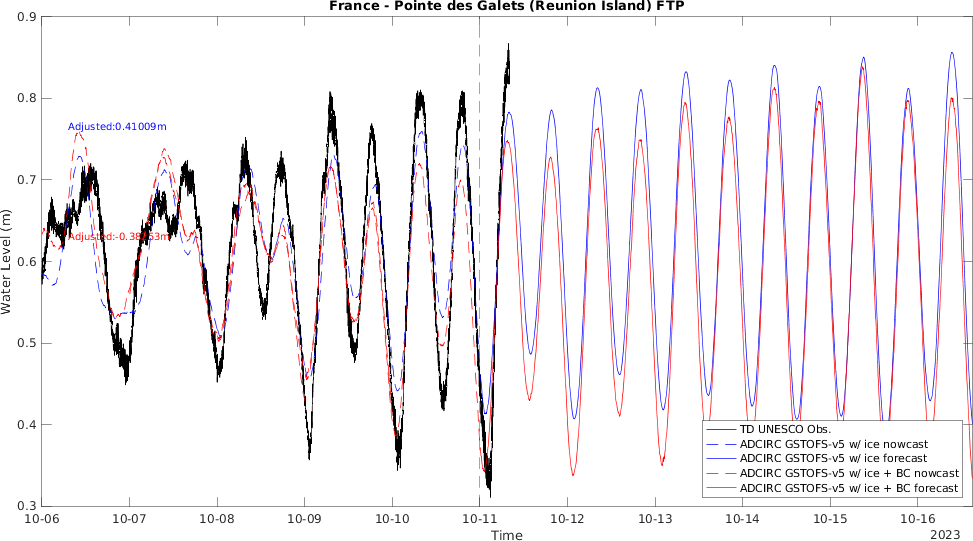 France - Pointe des Galets (Reunion Island) FTP
0.9
0.8
0.7
0.6
0.5
0.4
0.3
Water Level (m)
Adjusted:0.41009m
TD UNESCO Obs.
ADCIRC GSTOFS-v5 w/ ice nowcast
ADCIRC GSTOFS-v5 w/ ice forecast
ADCIRC GSTOFS-v5 w/ ice + BC nowcast
ADCIRC GSTOFS-v5 w/ ice + BC forecast
10-06 10-07 10-08 10-09 10-10 10-11 10-12 10-13 10-14 10-15 10-16
Time
2023